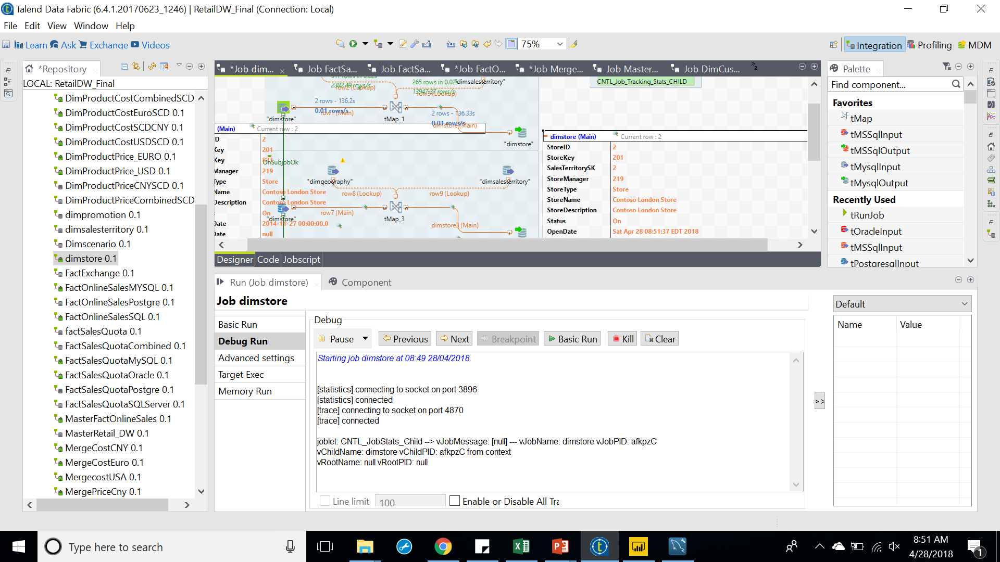 Talend Data Fabric (6.4.1.20170623_1246) | RetailDW_Final (Connection: Local)
File Edit View Window Help
Learn Ask Exchange Videos
75%
Integration Profiling MDM
*Repository
LOCAL: RetailDW_Final
DimProductCostCombinedSCD
DimProductCostEuroSCD 0.1
DimProductCostSCDCNY 0.1
DimProductCostUSDSCD 0.1
DimProductPrice_EURO 0.1
DimProductPrice_USD 0.1
DimProductPriceCNYSCD 0.1
DimProductPriceCombinedSCD
dimpromotion 0.1
dimsalesterritory 0.1
Dimscenario 0.1
dimstore 0.1
FactExchange 0.1
FactOnlineSalesMYSQL 0.1
FactOnlineSalesPostgre 0.1
FactOnlineSalesSQL 0.1
factSalesQuota 0.1
FactSalesQuotaCombined 0.1
FactSalesQuotaMySQL 0.1
FactSalesQuotaOracle 0.1
FactSalesQuotaPostgre 0.1
FactSalesQuotaSQLServer 0.1
MasterFactOnlineSales 0.1
MasterRetail_DW 0.1
MergeCostCNY 0.1
MergeCostEuro 0.1
MergecostUSA 0.1
MergePriceCny 0.1
*Job dim... Job FactSa... Job FactSa... *Job FactO... *Job Merge... Job Master... Job DimCus... 2
265 rows in 0.02s
"dimsalesterritory"
CNTL_Job_Tracking_Stats_CHILD
row2 (Lookup)
13947.37 rows/s
row3 (Lookup)
2 rows - 136.2s
0.01 rows/s
row1 (Main)
"dimstore"
tMap_1
2 rows - 136.33s
0.01 rows/s
dimstore (Main)
"dimstore"
(Main) Current row : 2
D 2
Key 201
Key
OnSubjobOk
Manager 219
Type Store
Name Contoso London Store
Description Contoso London Store
On
Date 2014-11-27 00:00:00.0
Date null
"dimgeography"
"dimsalesterritory"
row8 (Lookup)
row9 (Lookup)
row7 (Main)
"dimstore"
tMap_3
dimstore3 (Main)
dimstore (Main) Current row : 2
StoreID 2
StoreKey 201
SalesTerritorySK 2
StoreManager 219
StoreType Store
StoreName Contoso London Store
StoreDescription Contoso London Store
Status On
OpenDate Sat Apr 28 08:51:37 EDT 2018
Designer Code Jobscript
Palette
Find component...
Favorites
tMap
tMSSqlInput
tMSSqlOutput
tMysqlInput
tMysqlOutput
Recently Used
tRunJob
tOracleInput
tMSSqlInput
tPostgresqlInput
Run (Job dimstore) Component
Job dimstore
Basic Run
Debug Run
Advanced settings
Target Exec
Memory Run
Debug
Pause Previous Next Breakpoint Basic Run Kill Clear
Starting job dimstore at 08:49 28/04/2018.
[statistics] connecting to socket on port 3896
[statistics] connected
[trace] connecting to socket on port 4870
[trace] connected
joblet: CNTL_JobStats_Child --> vJobMessage: [null] --- vJobName: dimstore vJobPID: afkpzC
vChildName: dimstore vChildPID: afkpzC from context
vRootName: null vRootPID: null
Line limit 100 Enable or Disable All Tra
>>
Default
Name Value
Type here to search
8:51 AM
4/28/2018
1